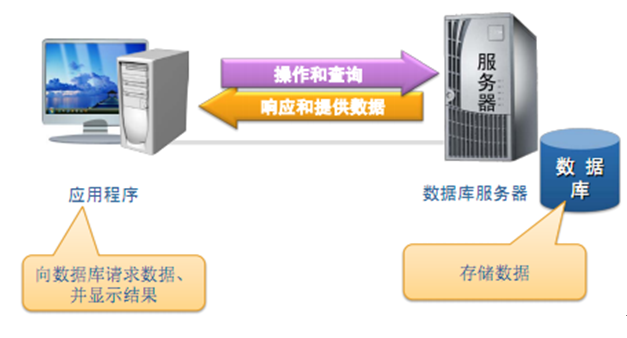 操作和查询
响应和提供数据
服务器
数 据
库
应用程序
数据库服务器
向数据库请求数据、
并显示结果
存储数据